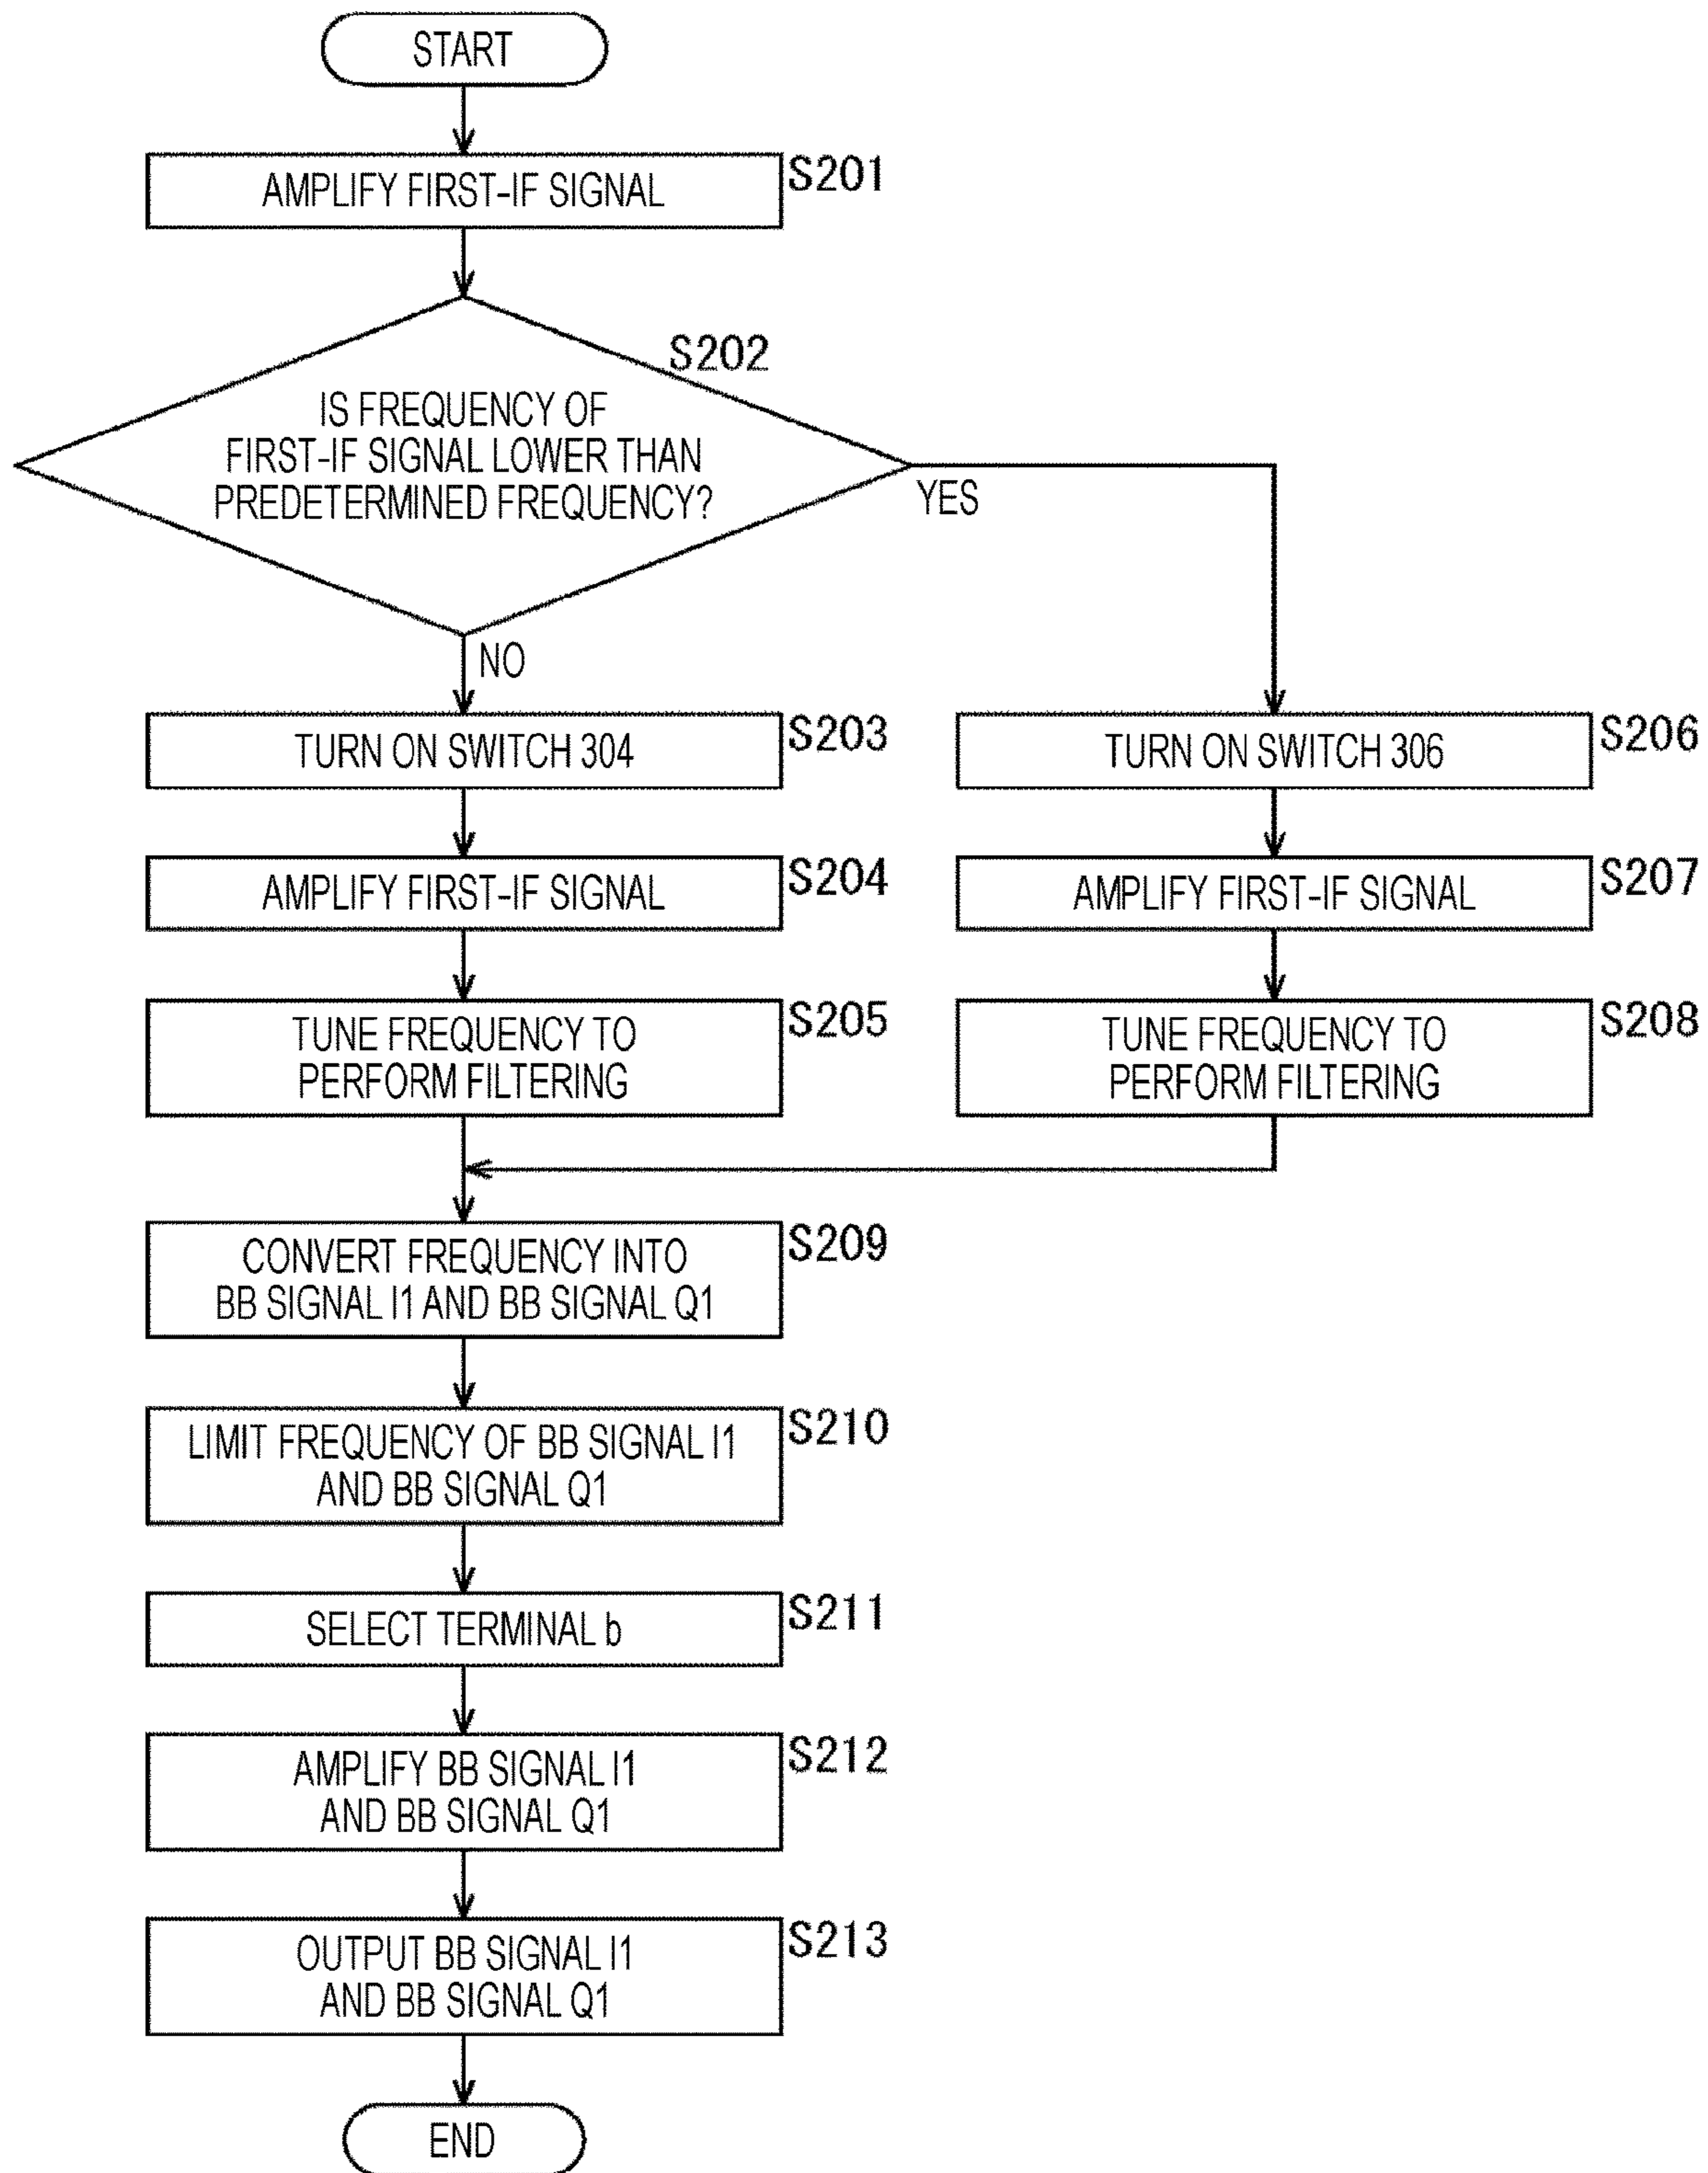 START
AMPLIFY FIRST-IF SIGNAL
S201
S202
IS FREQUENCY OF
FIRST-IF SIGNAL LOWER THAN
PREDETERMINED FREQUENCY?
YES
NO
TURN ON SWITCH 304
S203
TURN ON SWITCH 306
S206
AMPLIFY FIRST-IF SIGNAL
S204
AMPLIFY FIRST-IF SIGNAL
S207
TUNE FREQUENCY TO
PERFORM FILTERING
S205
TUNE FREQUENCY TO
PERFORM FILTERING
S208
CONVERT FREQUENCY INTO
BB SIGNAL I1 AND BB SIGNAL Q1
S209
LIMIT FREQUENCY OF BB SIGNAL I1
AND BB SIGNAL Q1
S210
SELECT TERMINAL b
S211
AMPLIFY BB SIGNAL I1
AND BB SIGNAL Q1
S212
OUTPUT BB SIGNAL I1
AND BB SIGNAL Q1
S213
END